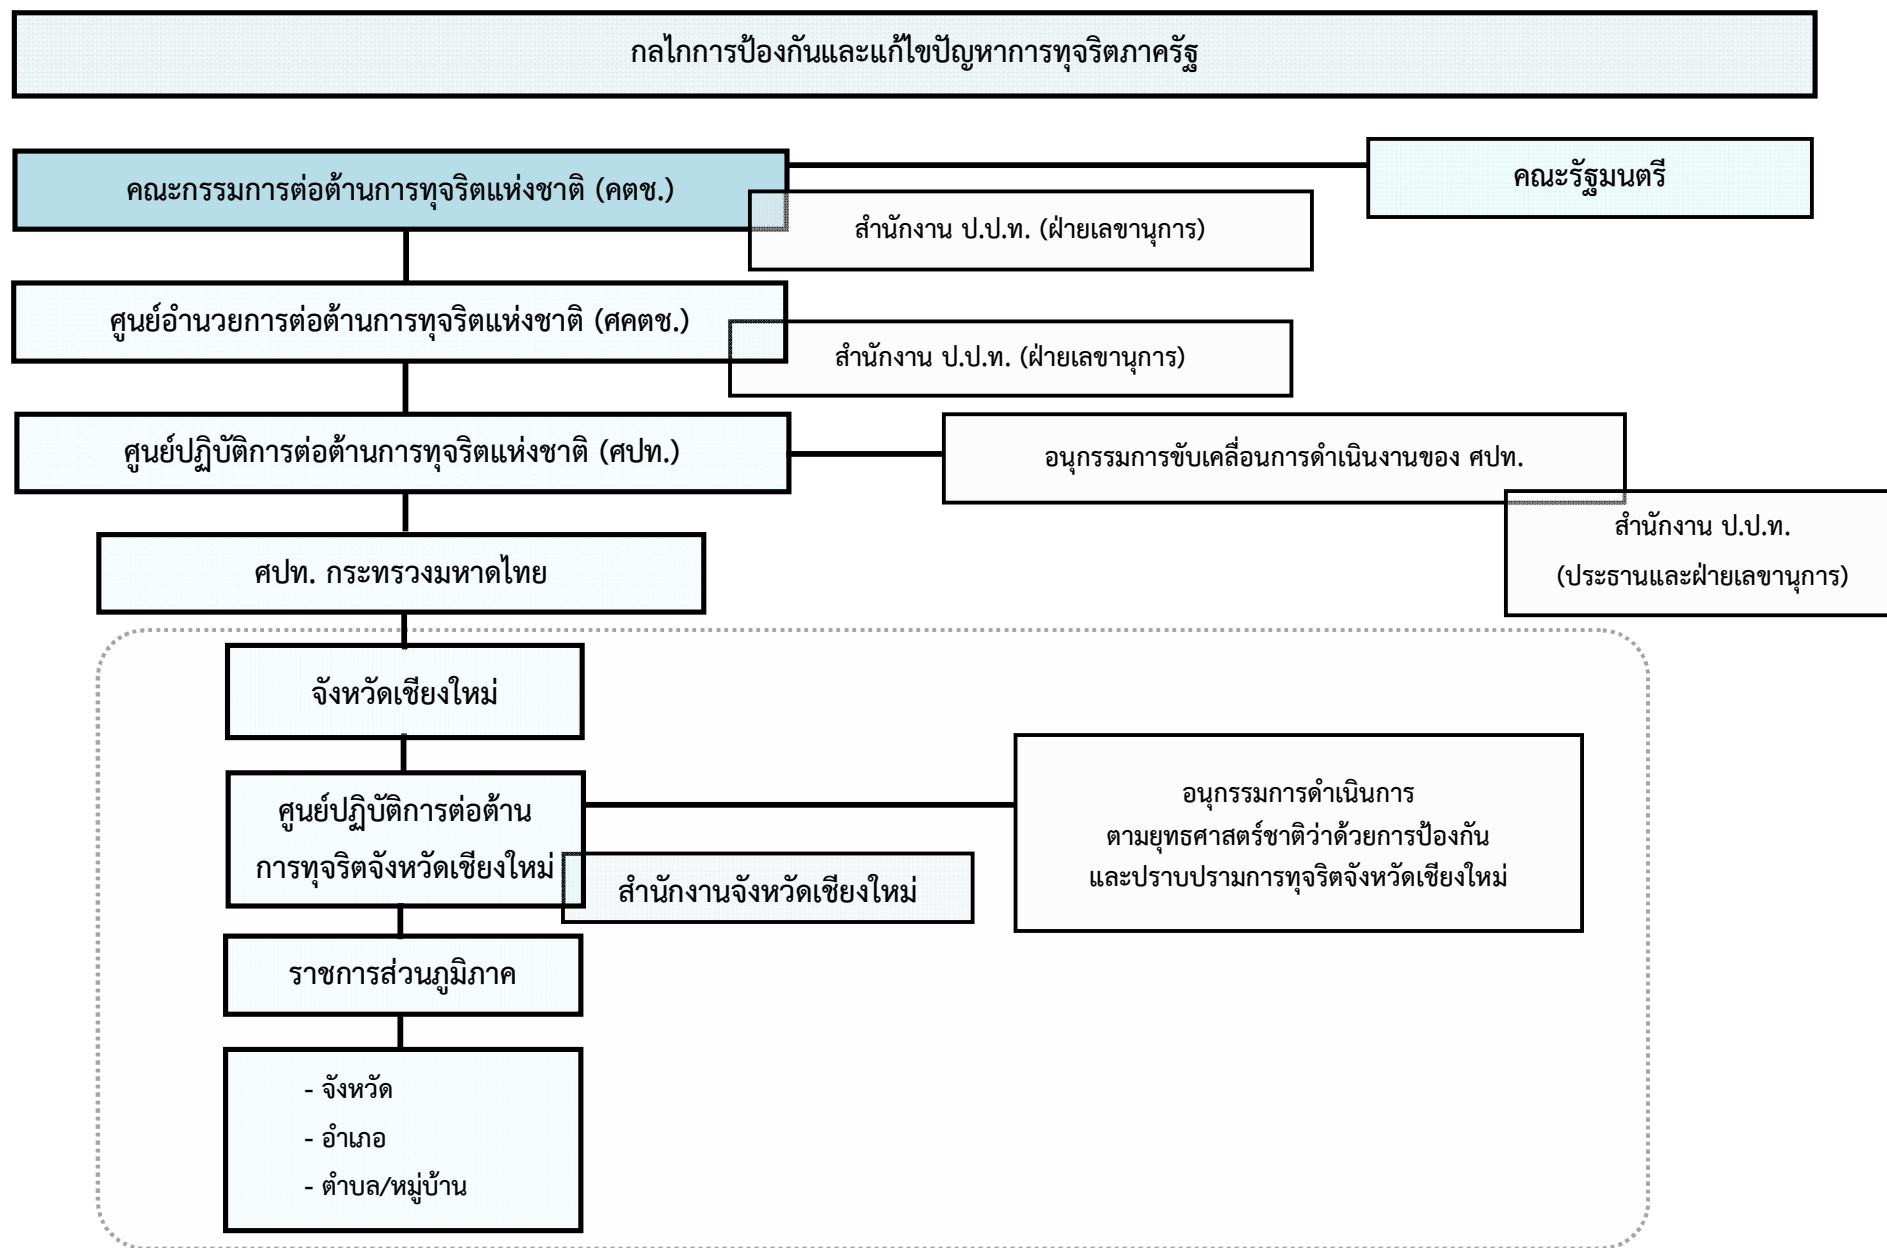 กลไกการป้องกันและแก้ไขปัญหาการทุจริตภาครัฐ
คณะกรรมการต่อต้านการทุจริตแห่งชาติ (คตช.)
คณะรัฐมนตรี
สำนักงาน ป.ป.ท. (ฝ่ายเลขานุการ)
ศูนย์อำนวยการต่อต้านการทุจริตแห่งชาติ (ศคตช.)
สำนักงาน ป.ป.ท. (ฝ่ายเลขานุการ)
ศูนย์ปฏิบัติการต่อต้านการทุจริตแห่งชาติ (ศปท.)
อนุกรรมการขับเคลื่อนการดำเนินงานของ ศปท.
สำนักงาน ป.ป.ท.
(ประธานและฝ่ายเลขานุการ)
ศปท. กระทรวงมหาดไทย
จังหวัดเชียงใหม่
ศูนย์ปฏิบัติการต่อต้าน
การทุจริตจังหวัดเชียงใหม่
สำนักงานจังหวัดเชียงใหม่
อนุกรรมการดำเนินการ
ตามยุทธศาสตร์ชาติว่าด้วยการป้องกัน
และปราบปรามการทุจริตจังหวัดเชียงใหม่
ราชการส่วนภูมิภาค
- จังหวัด
- อำเภอ
- ตำบล/หมู่บ้าน